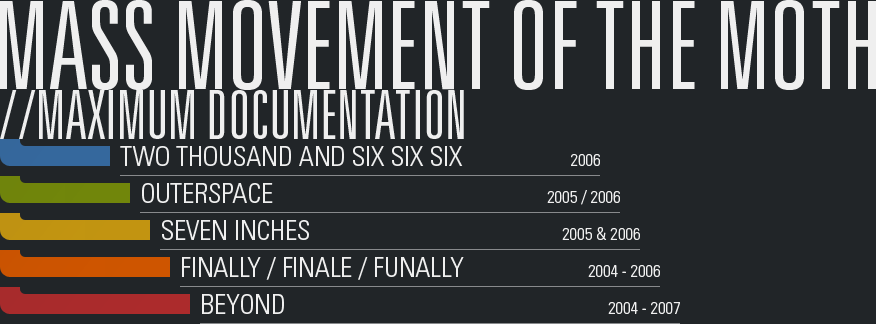 MASS MOVEMENT OF THE MOTH
//MAXIMUM DOCUMENTATION
TWO THOUSAND AND SIX SIX SIX 2006
OUTERSPACE 2005 / 2006
SEVEN INCHES 2005 & 2006
FINALLY / FINALE / FUNALLY 2004 - 2006
BEYOND 2004 - 2007